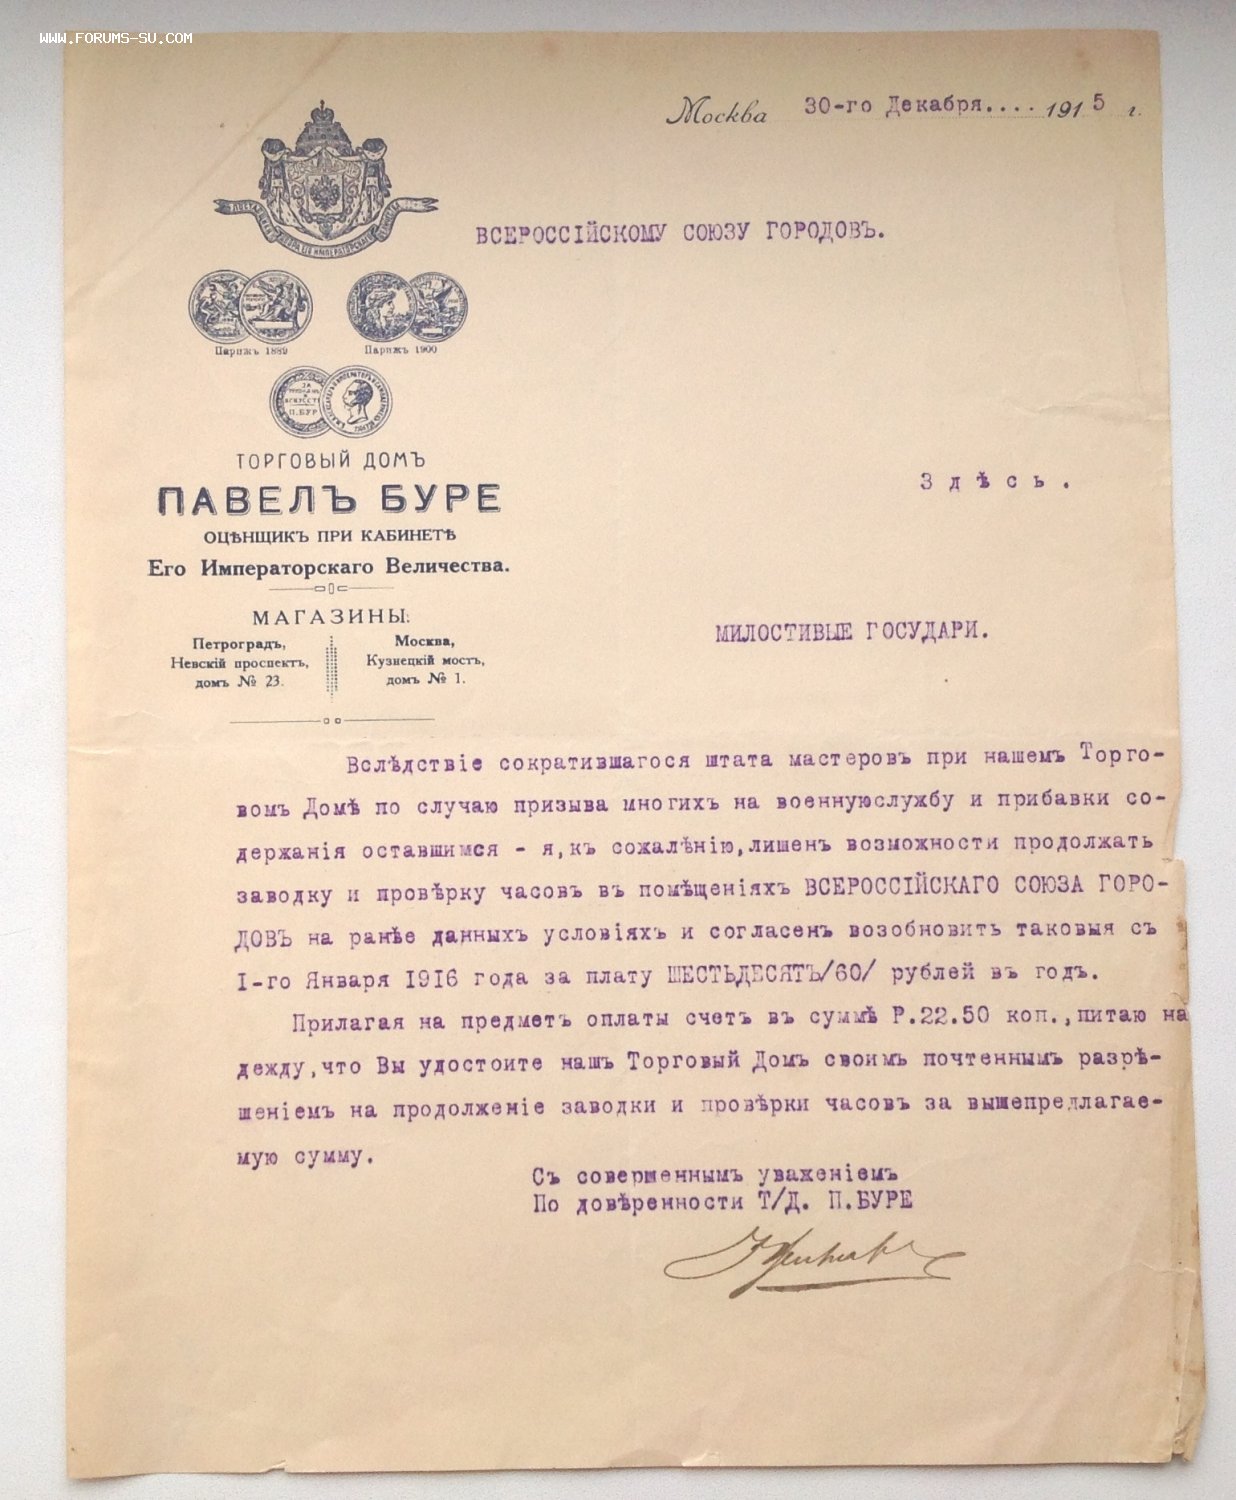 WWW.FORUMS-SU.COM
Москва 30-го Декабря.... 1915 г.
ВСЕРОССІЙСКОМУ СОЮЗУ ГОРОДОВЪ.
Парижъ 1889
Парижъ 1900
ЗА
П.БУР
ТОРГОВЫЙ ДОМЪ
ПАВЕЛЪ БУРЕ
ОЦѢНЩИКЪ ПРИ КАБИНЕТѢ
Его Императорскаго Величества.
МАГАЗИНЫ:
Петроградъ,
Невскій проспектъ,
домъ № 23.
Москва,
Кузнецкій мостъ,
домъ № 1.
Здѣсь.
МИЛОСТИВЫЕ ГОСУДАРИ.
Вслѣдствіе сократившагося штата мастеровъ при нашемъ Торго-
вомъ Домѣ по случаю призыва многихъ на военнуюслужбу и прибавки со-
держанія оставшимся - я,къ сожалѣнію,лишенъ возможности продолжать
заводку и провѣрку часовъ въ помѣщеніяхъ ВСЕРОССІЙСКАГО СОЮЗА ГОРО-
ДОВЪ на ранѣе данныхъ условіяхъ и согласенъ возобновить таковыя съ
I-го Января 1916 года за плату ШЕСТЬДЕСЯТЪ/60/ рублей въ годъ.
Прилагая на предметъ оплаты счетъ въ суммѣ Р.22.50 коп.,питаю на
дежду,что Вы удостоите нашъ Торговый Домъ своимъ почтеннымъ разрѣ-
шеніемъ на продолженіе заводки и провѣрки часовъ за вышепредлагае-
мую сумму.
Съ совершеннымъ уваженіемъ
По довѣренности Т/Д. П.БУРЕ